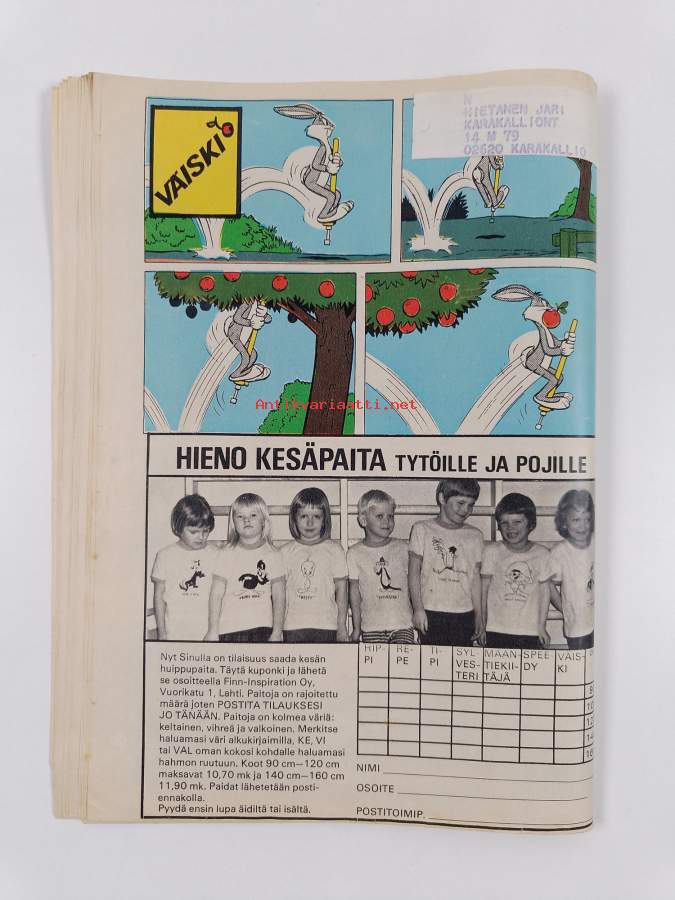 VÄISKI
N
HIETANEN JARI
KARAKALLIONT
14 M 79
02620 KARAKALLIO
Antikvariaatti.net
HIENO KESÄPAITA TYTÖILLE JA POJILLE
Nyt Sinulla on tilaisuus saada kesän
huippupaita. Täytä kuponki ja lähetä
se osoitteella Finn-Inspiration Oy,
Vuorikatu 1, Lahti. Paitoja on rajoitettu
määrä joten POSTITA TILAUKSESI
JO TÄNÄÄN. Paitoja on kolmea väriä:
keltainen, vihreä ja valkoinen. Merkitse
haluamasi väri alkukirjaimilla, KE, VI
tai VAL oman kokosi kohdalle haluamasi
hahmon ruutuun. Koot 90 cm—120 cm
maksavat 10,70 mk ja 140 cm—160 cm
11,90 mk. Paidat lähetetään posti-
ennakolla.
Pyydä ensin lupa äidiltä tai isältä.
HIP- RE- TI- SYL- MAAN- SPEE- VÄIS-
PI PE PI VES- TIEKII- DY KI
TERI TÄJÄ
NIMI
OSOITE
POSTITOIMIP.